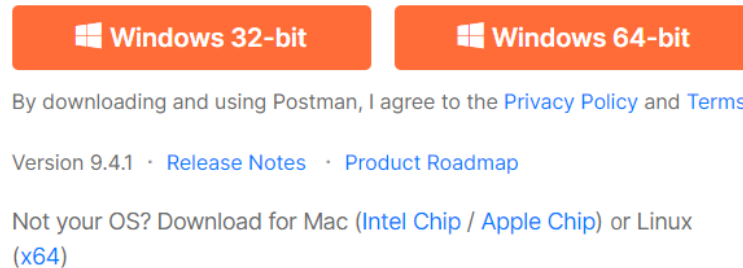 Windows 32-bit
Windows 64-bit
By downloading and using Postman, I agree to the Privacy Policy and Terms
Version 9.4.1 · Release Notes · Product Roadmap
Not your OS? Download for Mac (Intel Chip / Apple Chip) or Linux
(x64)